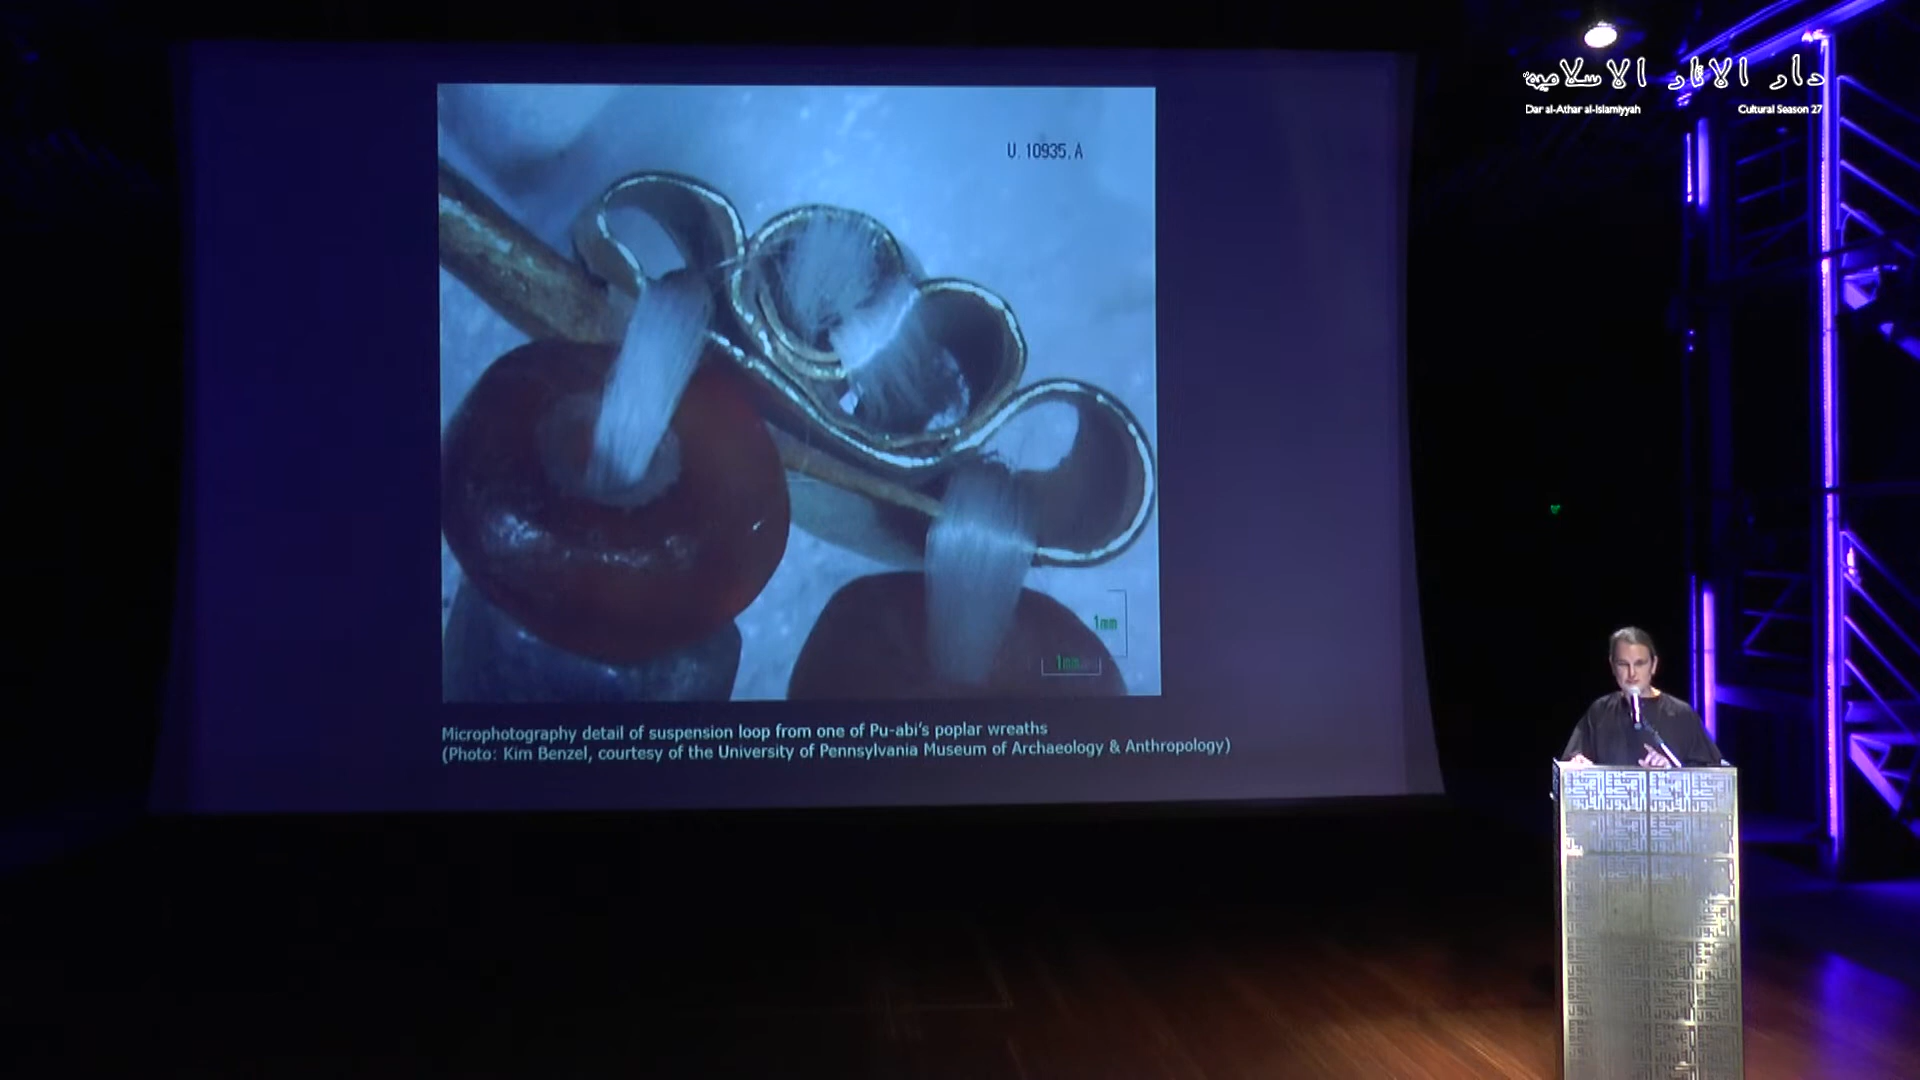 دار الآثار الاسلاميه
Dar al-Athar al-Islamiyyah Cultural Season 27
U. 10935. A
1mm
1mm
Microphotography detail of suspension loop from one of Pu-abi's poplar wreaths
(Photo: Kim Benzel, courtesy of the University of Pennsylvania Museum of Archaeology & Anthropology)